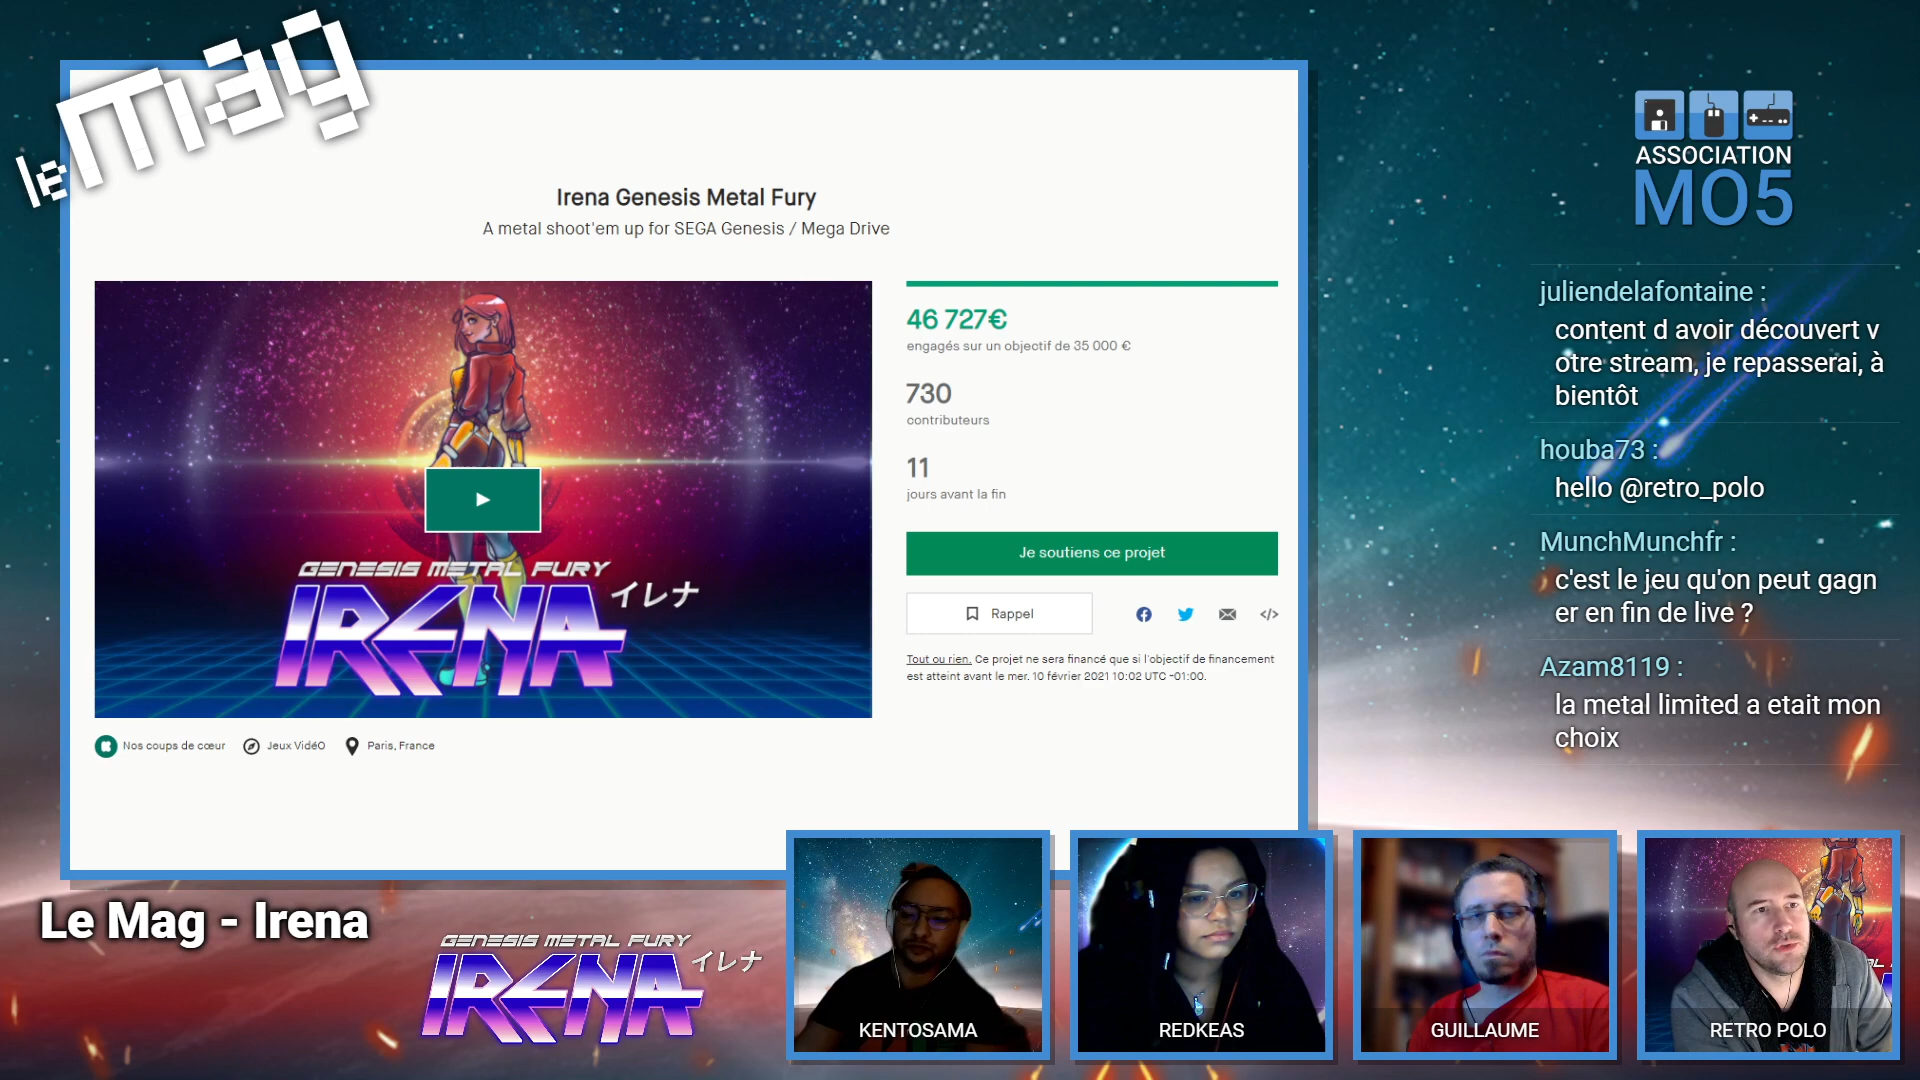 le Mag
Irena Genesis Metal Fury
A metal shoot'em up for SEGA Genesis / Mega Drive
GENESIS METAL FURY
IRENA
イレナ
46 727€
engagés sur un objectif de 35 000 €
730
contributeurs
11
jours avant la fin
Je soutiens ce projet
Rappel
Tout ou rien. Ce projet ne sera financé que si l'objectif de financement
est atteint avant le mer. 10 février 2021 10:02 UTC -01:00.
Nos coups de cœur
Jeux VidéO
Paris, France
ASSOCIATION
MO5
juliendelafontaine :
content d avoir découvert v
otre stream, je repasserai, à
bientôt
houba73 :
hello @retro_polo
MunchMunchfr :
c'est le jeu qu'on peut gagn
er en fin de live ?
Azam8119 :
la metal limited a etait mon
choix
Le Mag - Irena
GENESIS METAL FURY
IRENA
イレナ
KENTOSAMA
REDKEAS
GUILLAUME
RETRO POLO